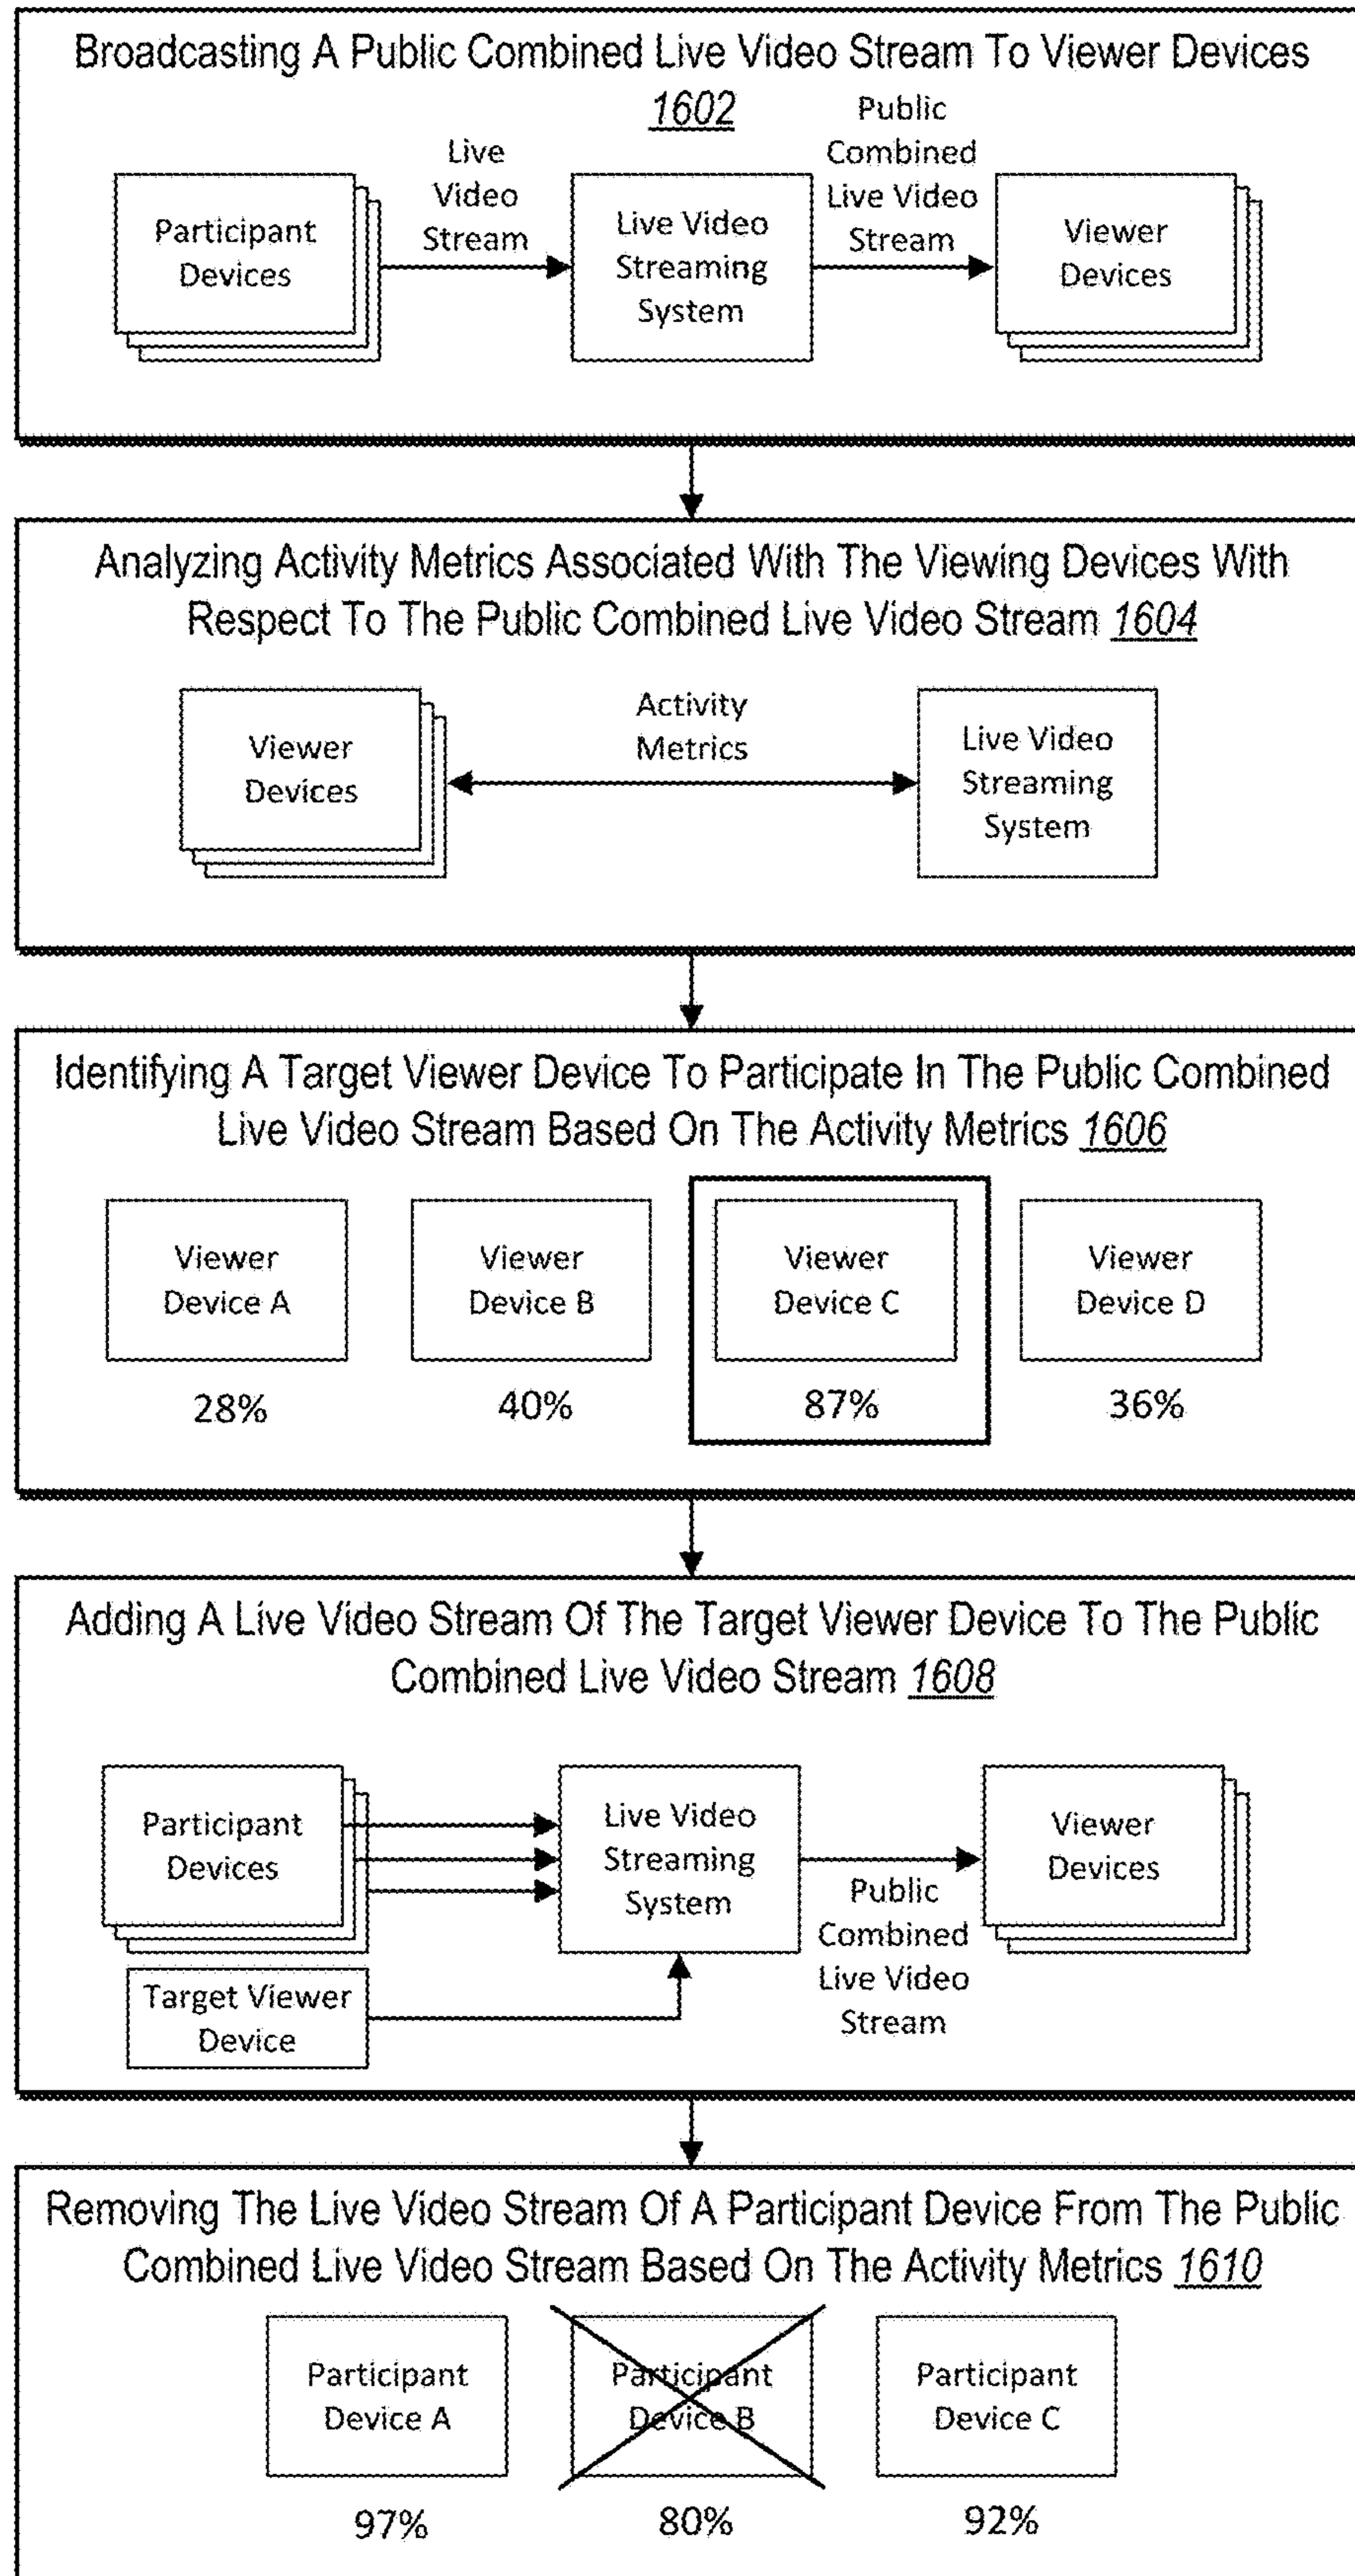 Broadcasting A Public Combined Live Video Stream To Viewer Devices
1602
Participant
Devices
Live
Video
Stream
Live Video
Streaming
System
Public
Combined
Live Video
Stream
Viewer
Devices
Analyzing Activity Metrics Associated With The Viewing Devices With
Respect To The Public Combined Live Video Stream 1604
Viewer
Devices
Activity
Metrics
Live Video
Streaming
System
Identifying A Target Viewer Device To Participate In The Public Combined
Live Video Stream Based On The Activity Metrics 1606
Viewer
Device A
28%
Viewer
Device B
40%
Viewer
Device C
87%
Viewer
Device D
36%
Adding A Live Video Stream Of The Target Viewer Device To The Public
Combined Live Video Stream 1608
Participant
Devices
Target Viewer
Device
Live Video
Streaming
System
Public
Combined
Live Video
Stream
Viewer
Devices
Removing The Live Video Stream Of A Participant Device From The Public
Combined Live Video Stream Based On The Activity Metrics 1610
Participant
Device A
97%
Participant
Device B
80%
Participant
Device C
92%